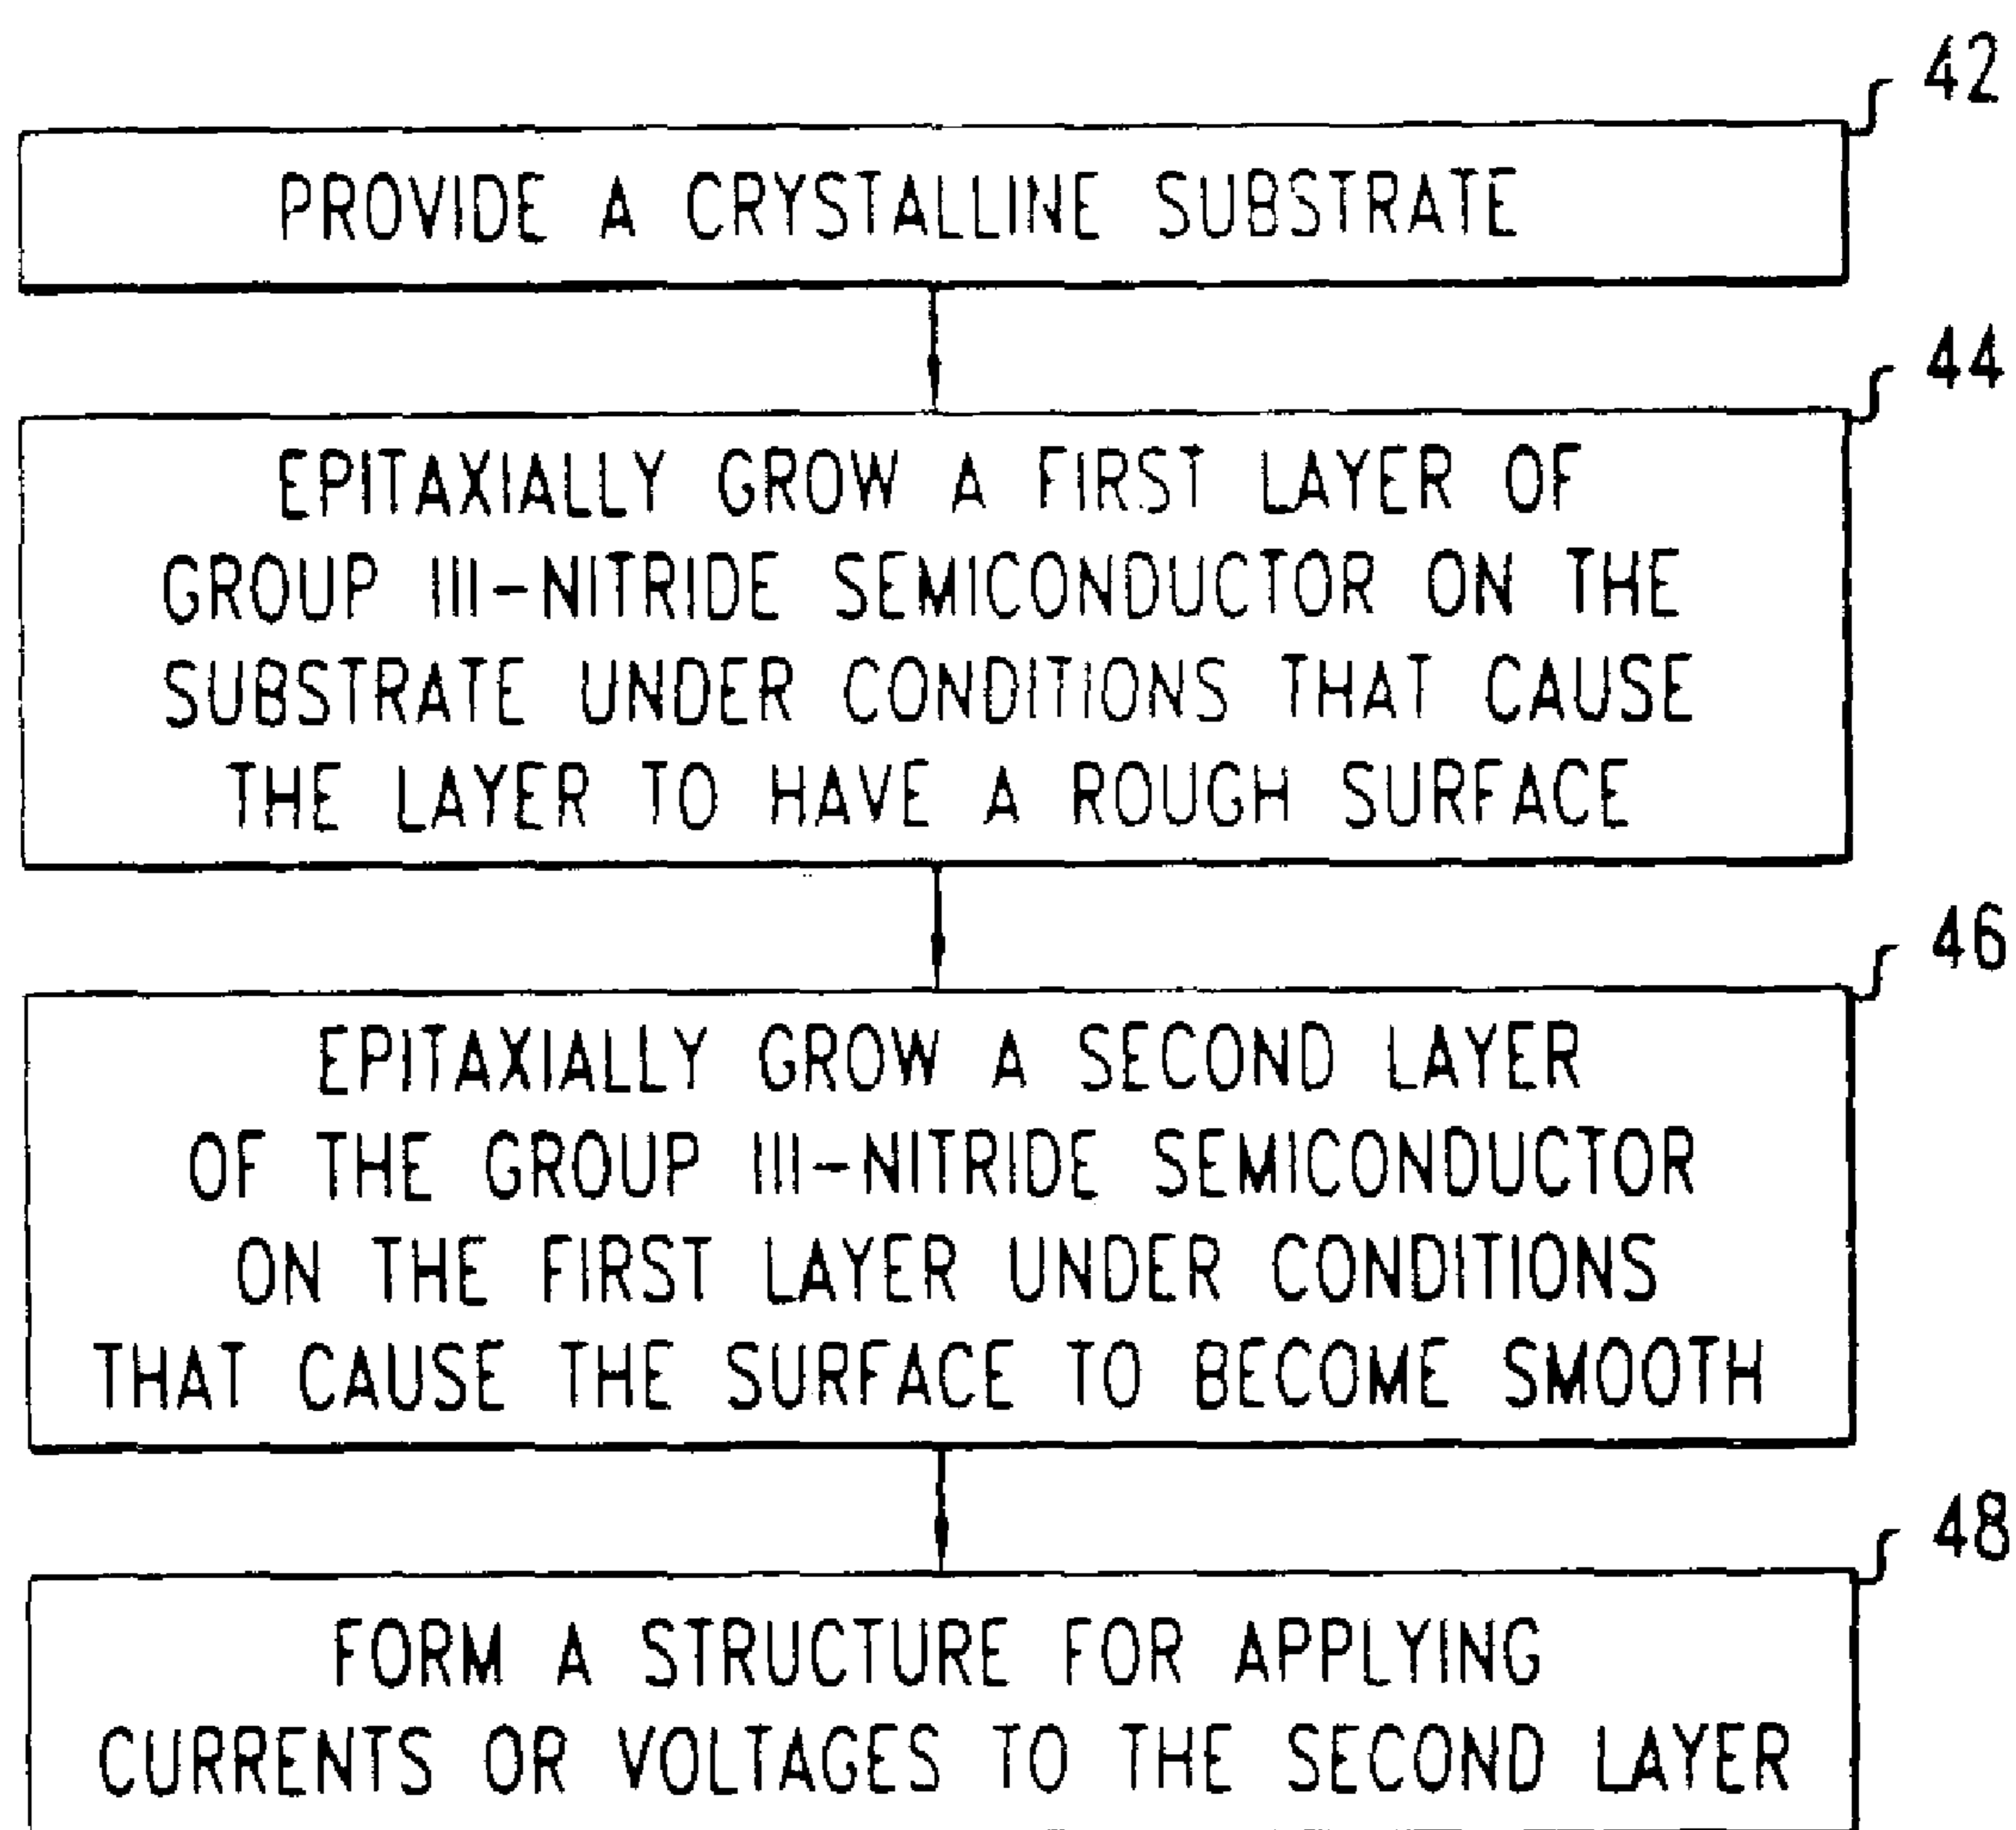 42
PROVIDE A CRYSTALLINE SUBSTRATE
44
EPITAXIALLY GROW A FIRST LAYER OF
GROUP III-NITRIDE SEMICONDUCTOR ON THE
SUBSTRATE UNDER CONDITIONS THAT CAUSE
THE LAYER TO HAVE A ROUGH SURFACE
46
EPITAXIALLY GROW A SECOND LAYER
OF THE GROUP III-NITRIDE SEMICONDUCTOR
ON THE FIRST LAYER UNDER CONDITIONS
THAT CAUSE THE SURFACE TO BECOME SMOOTH
48
FORM A STRUCTURE FOR APPLYING
CURRENTS OR VOLTAGES TO THE SECOND LAYER